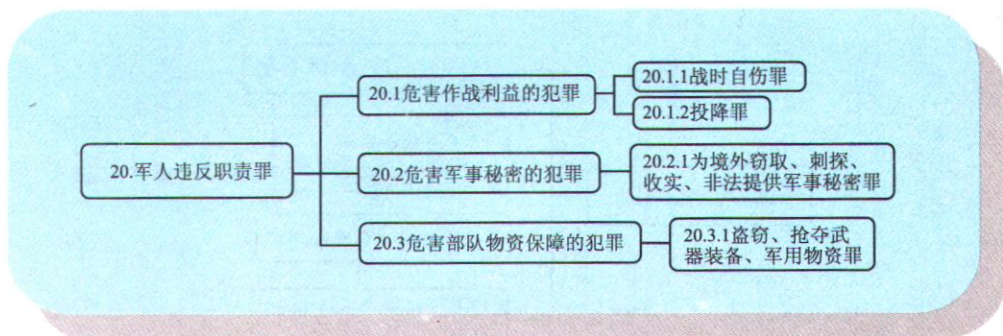 20.军人违反职责罪
20.1危害作战利益的犯罪
20.1.1战时自伤罪
20.1.2投降罪
20.2危害军事秘密的犯罪
20.2.1为境外窃取、刺探、
收实、非法提供军事秘密罪
20.3危害部队物资保障的犯罪
20.3.1盗窃、抢夺武
器装备、军用物资罪